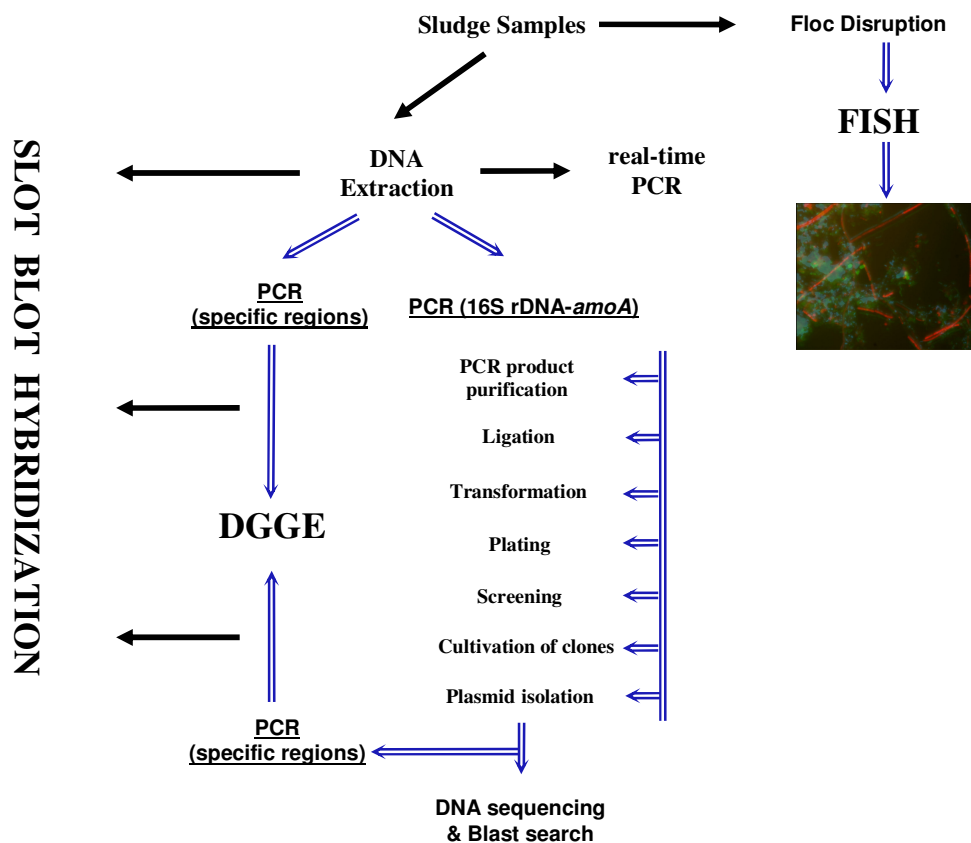 Sludge Samples
Floc Disruption
FISH
DNA
Extraction
real-time
PCR
SLOT BLOT HYBRIDIZATION
PCR
(specific regions)
PCR (16S rDNA-amoA)
PCR product
purification
Ligation
Transformation
Plating
Screening
Cultivation of clones
Plasmid isolation
DGGE
PCR
(specific regions)
DNA sequencing
& Blast search